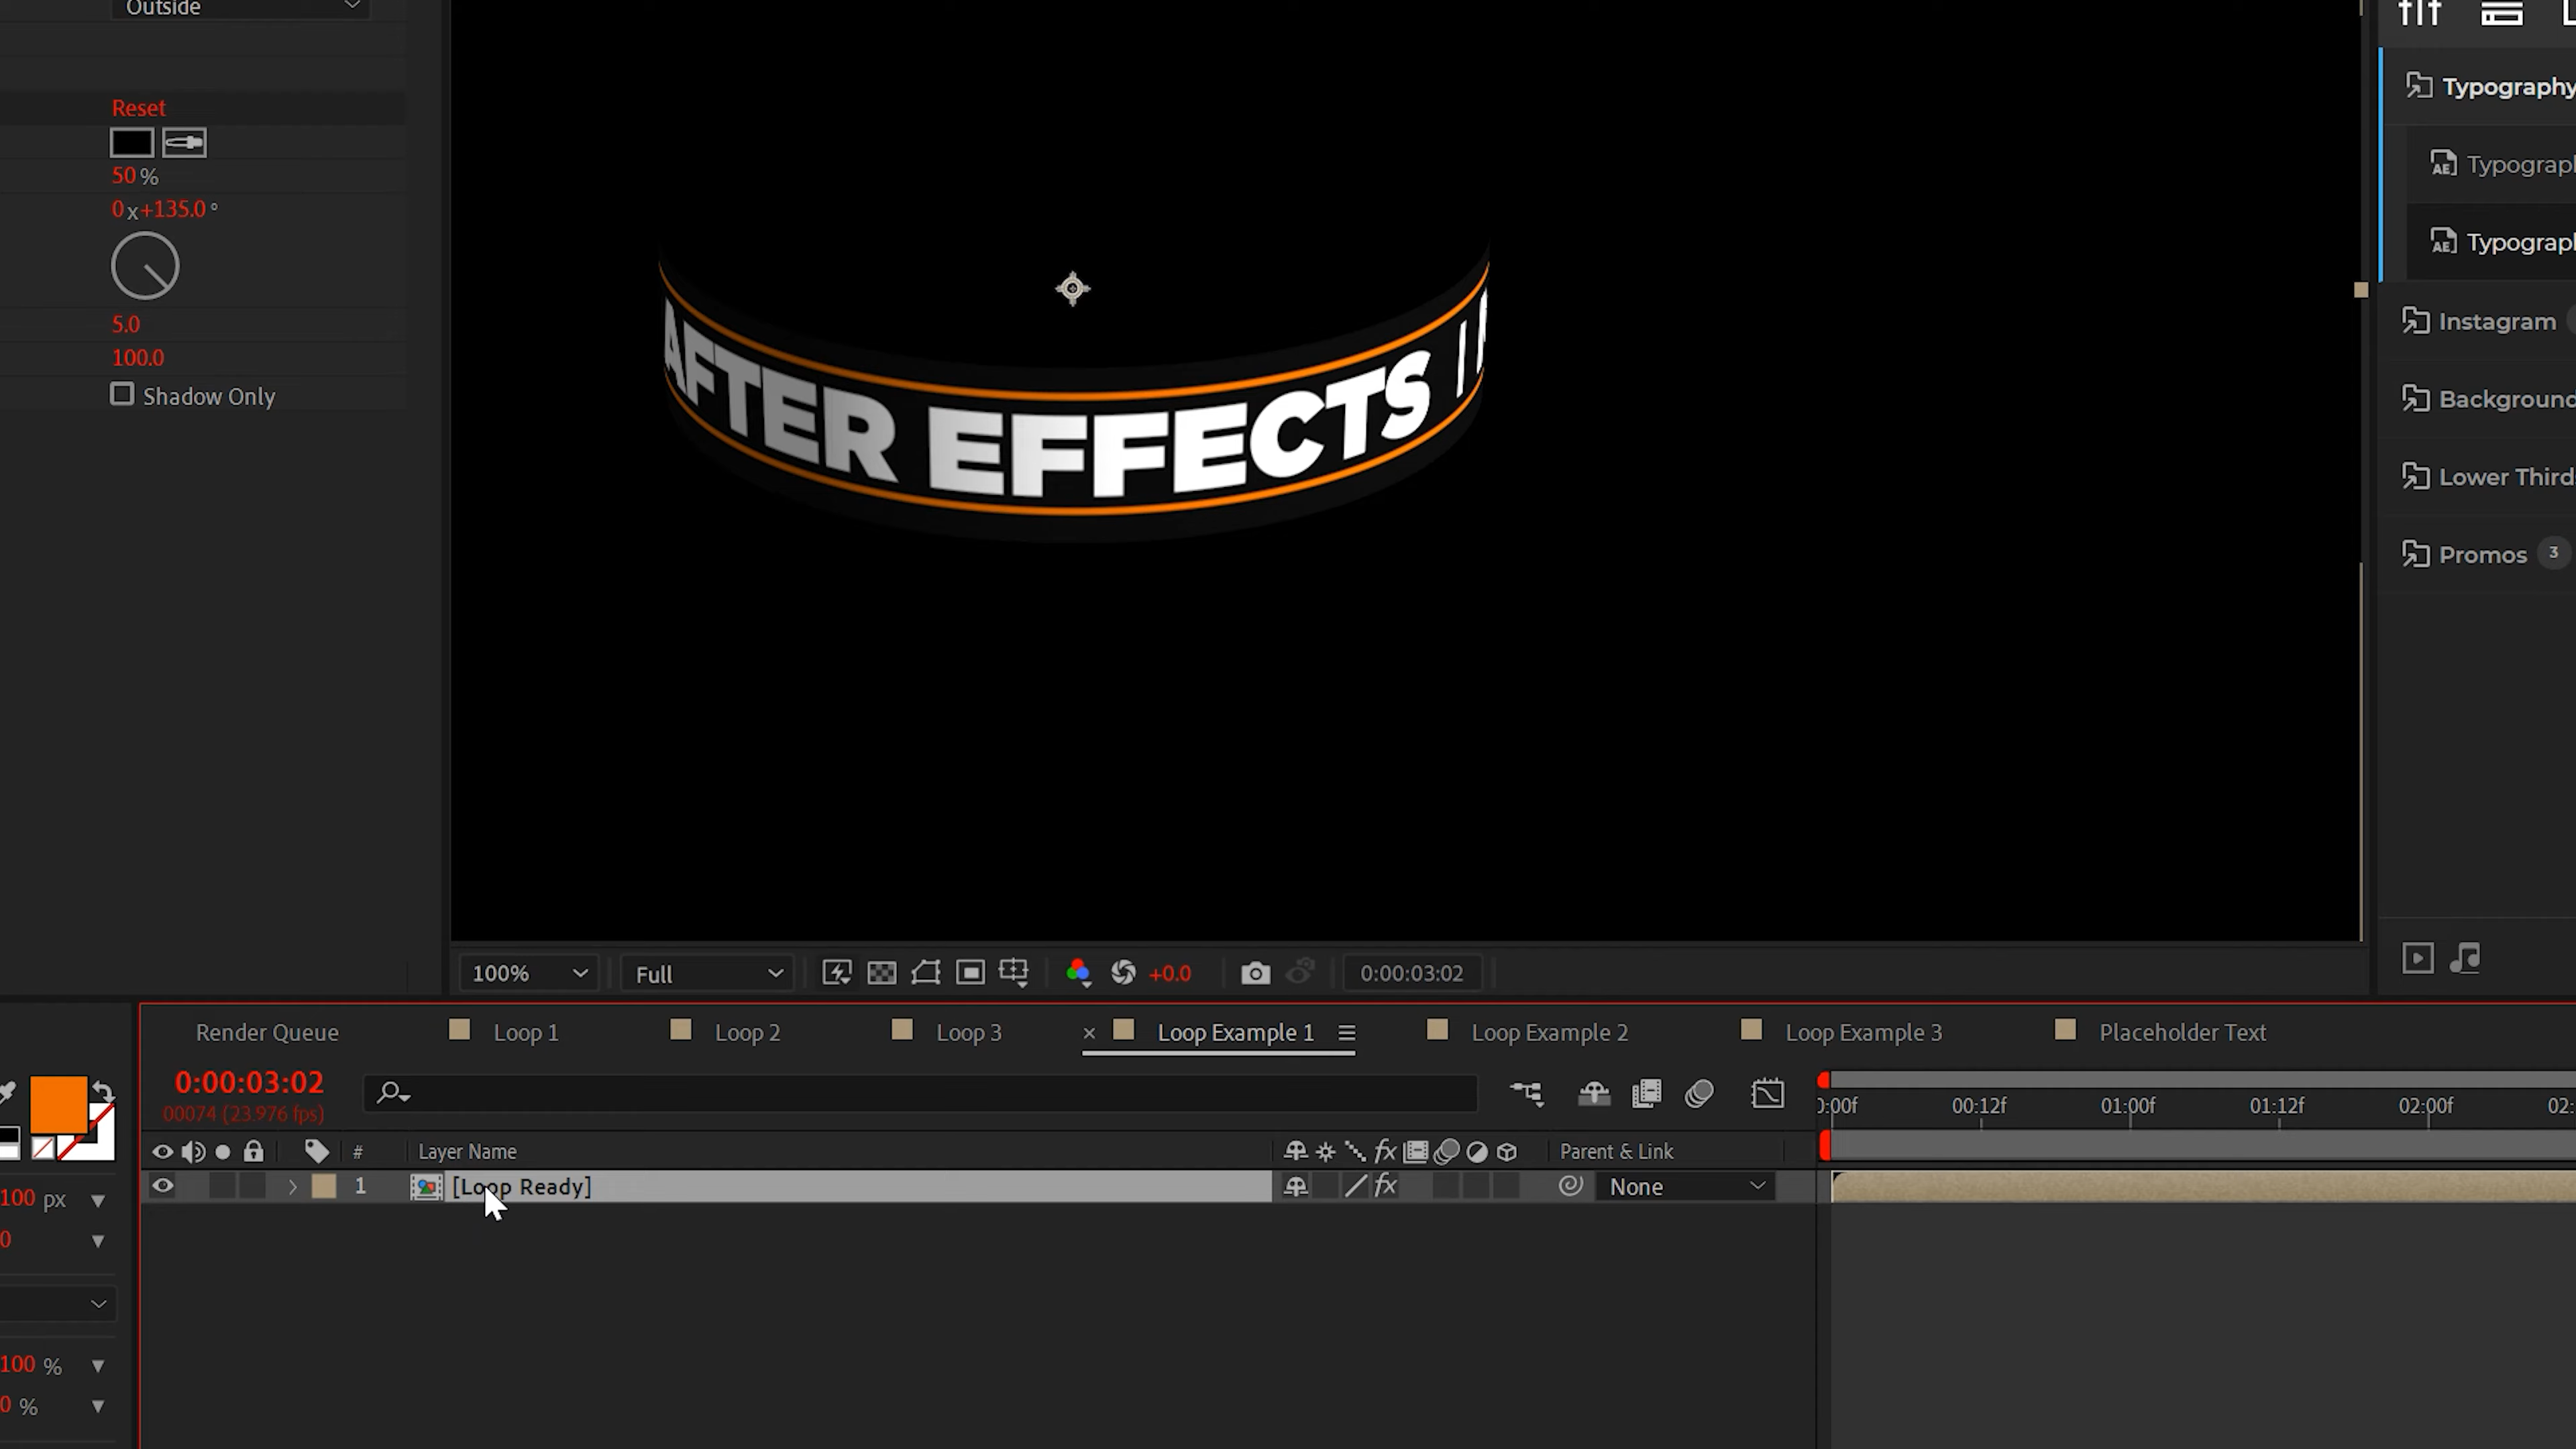 Outside
Reset
50 %
0 x +135.0 °
5.0
100.0
Shadow Only
AFTER EFFECTS //
Typography
Typograph
Typograph
Instagram
Background
Lower Third
Promos 3
100%
Full
+0.0
0:00:03:02
Render Queue
Loop 1
Loop 2
Loop 3
× Loop Example 1
Loop Example 2
Loop Example 3
Placeholder Text
0:00:03:02
00074 (23.976 fps)
0:00f 00:12f 01:00f 01:12f 02:00f 02:
# Layer Name fx Parent & Link
1 [Loop Ready] fx None
100 px
0
100 %
0 %